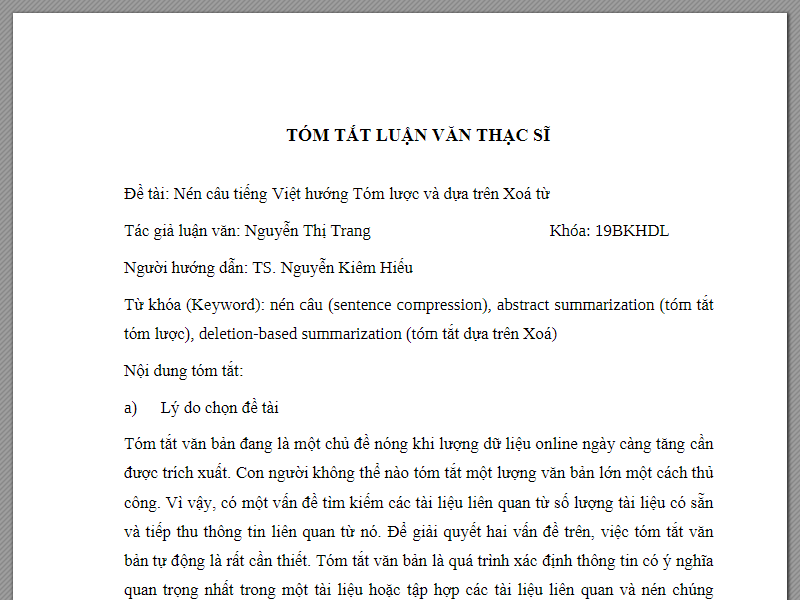 TÓM TẮT LUẬN VĂN THẠC SĨ
Đề tài: Nén câu tiếng Việt hướng Tóm lược và dựa trên Xoá từ
Tác giả luận văn: Nguyễn Thị Trang Khóa: 19BKHDL
Người hướng dẫn: TS. Nguyễn Kiêm Hiếu
Từ khóa (Keyword): nén câu (sentence compression), abstract summarization (tóm tắt
tóm lược), deletion-based summarization (tóm tắt dựa trên Xoá)
Nội dung tóm tắt:
a) Lý do chọn đề tài
Tóm tắt văn bản đang là một chủ đề nóng khi lượng dữ liệu online ngày càng tăng cần
được trích xuất. Con người không thể nào tóm tắt một lượng văn bản lớn một cách thủ
công. Vì vậy, có một vấn đề tìm kiếm các tài liệu liên quan từ số lượng tài liệu có sẵn
và tiếp thu thông tin liên quan từ nó. Để giải quyết hai vấn đề trên, việc tóm tắt văn
bản tự động là rất cần thiết. Tóm tắt văn bản là quá trình xác định thông tin có ý nghĩa
quan trọng nhất trong một tài liệu hoặc tập hợp các tài liệu liên quan và nén chúng